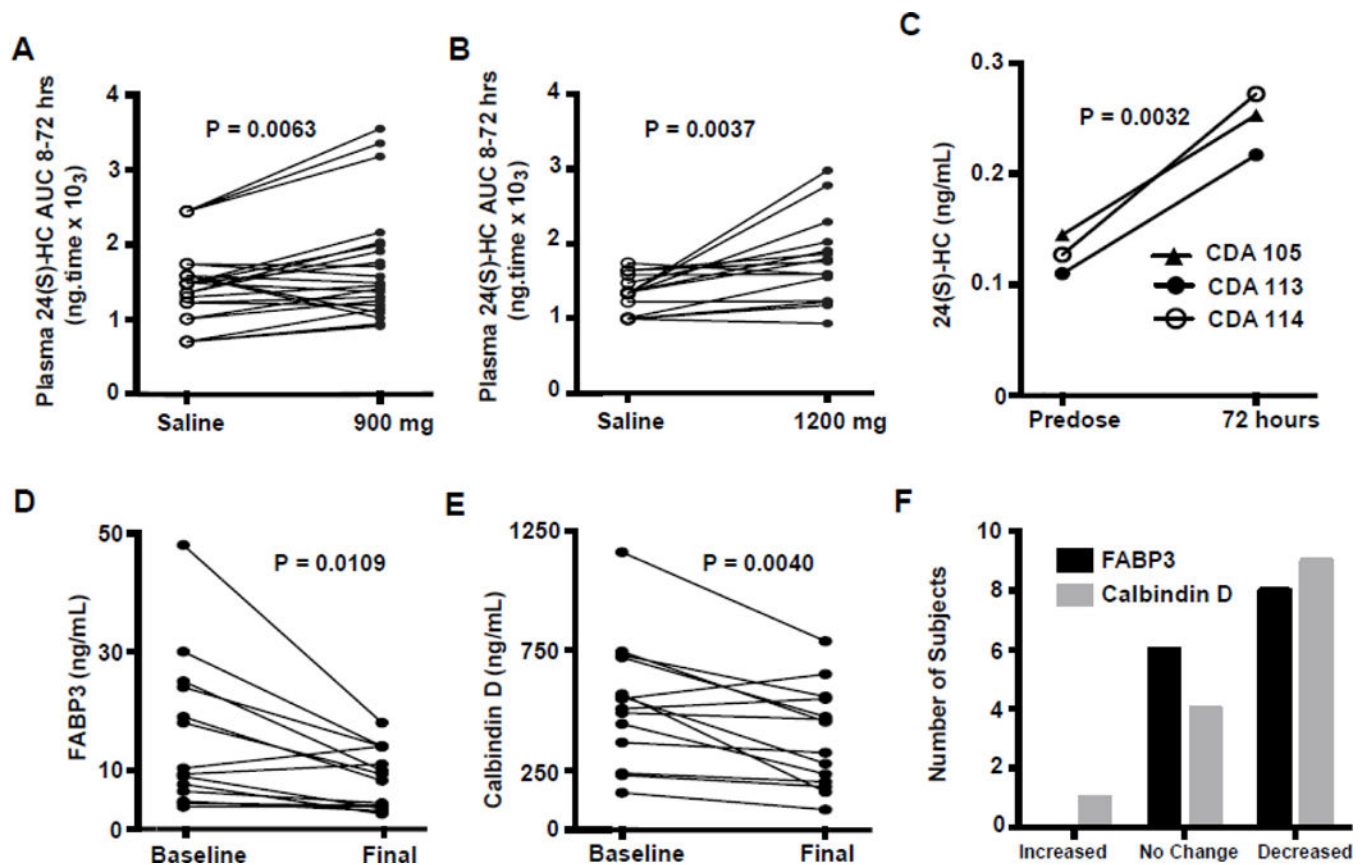 A
Plasma 24(S)-HC AUC 8-72 hrs
(ng.time x 10₃)
4
3
2
1
0
P = 0.0063
Saline
900 mg
B
Plasma 24(S)-HC AUC 8-72 hrs
(ng.time x 10₃)
4
3
2
1
0
P = 0.0037
Saline
1200 mg
C
24(S)-HC (ng/mL)
0.3
0.2
0.1
0
P = 0.0032
CDA 105
CDA 113
CDA 114
Predose
72 hours
D
FABP3 (ng/mL)
50
30
10
0
P = 0.0109
Baseline
Final
E
Calbindin D (ng/mL)
1250
750
250
0
P = 0.0040
Baseline
Final
F
Number of Subjects
10
8
6
4
2
0
FABP3
Calbindin D
Increased
No Change
Decreased